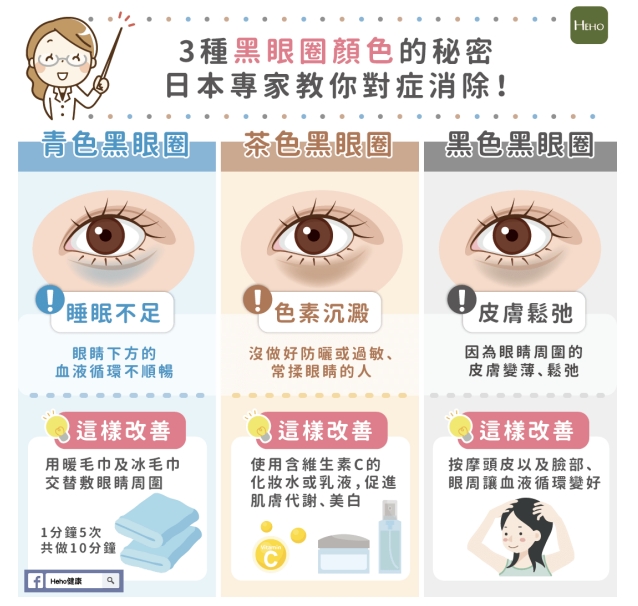 HEHO
3種黑眼圈顏色的秘密
日本專家教你對症消除!
青色黑眼圈
!
睡眠不足
眼睛下方的
血液循環不順暢
這樣改善
用暖毛巾及冰毛巾
交替敷眼睛周圍
1分鐘5次
共做10分鐘
茶色黑眼圈
!
色素沉澱
沒做好防曬或過敏、
常揉眼睛的人
這樣改善
使用含維生素C的
化妝水或乳液,促進
肌膚代謝、美白
C
黑色黑眼圈
!
皮膚鬆弛
因為眼睛周圍的
皮膚變薄、鬆弛
這樣改善
按摩頭皮以及臉部、
眼周讓血液循環變好
f Heho健康